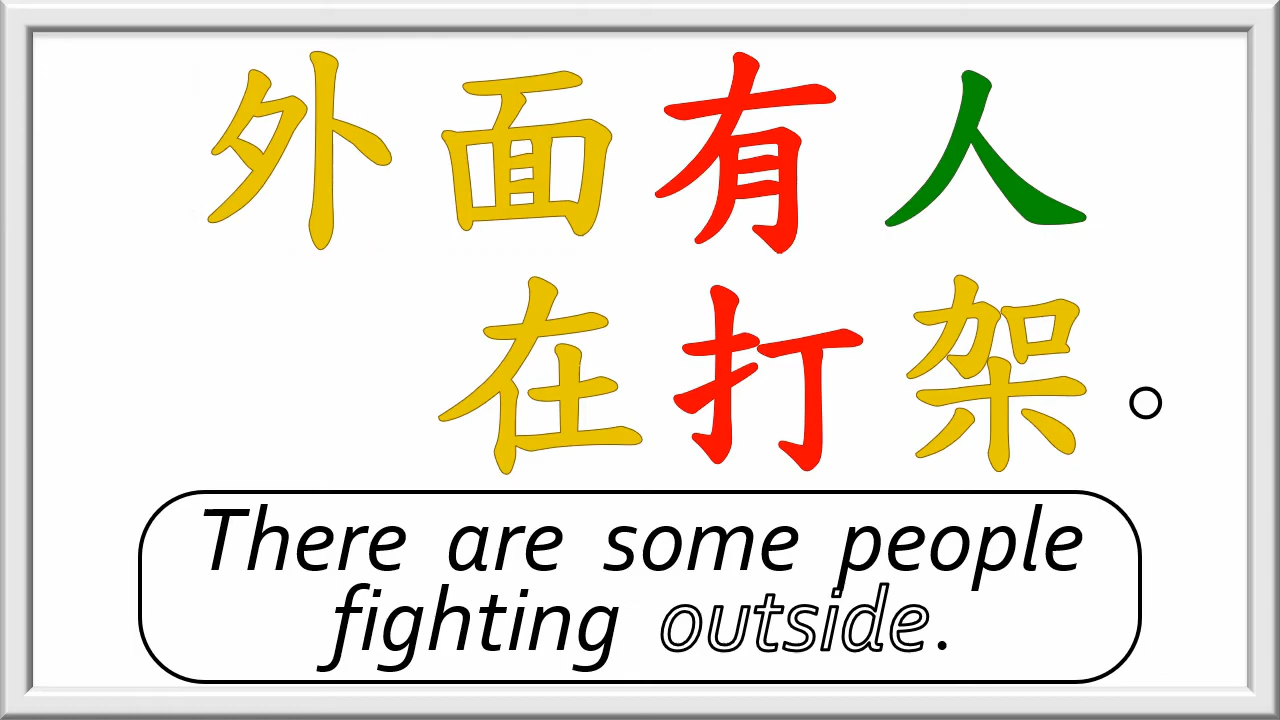 外面有人
在打架。
There are some people
fighting outside.